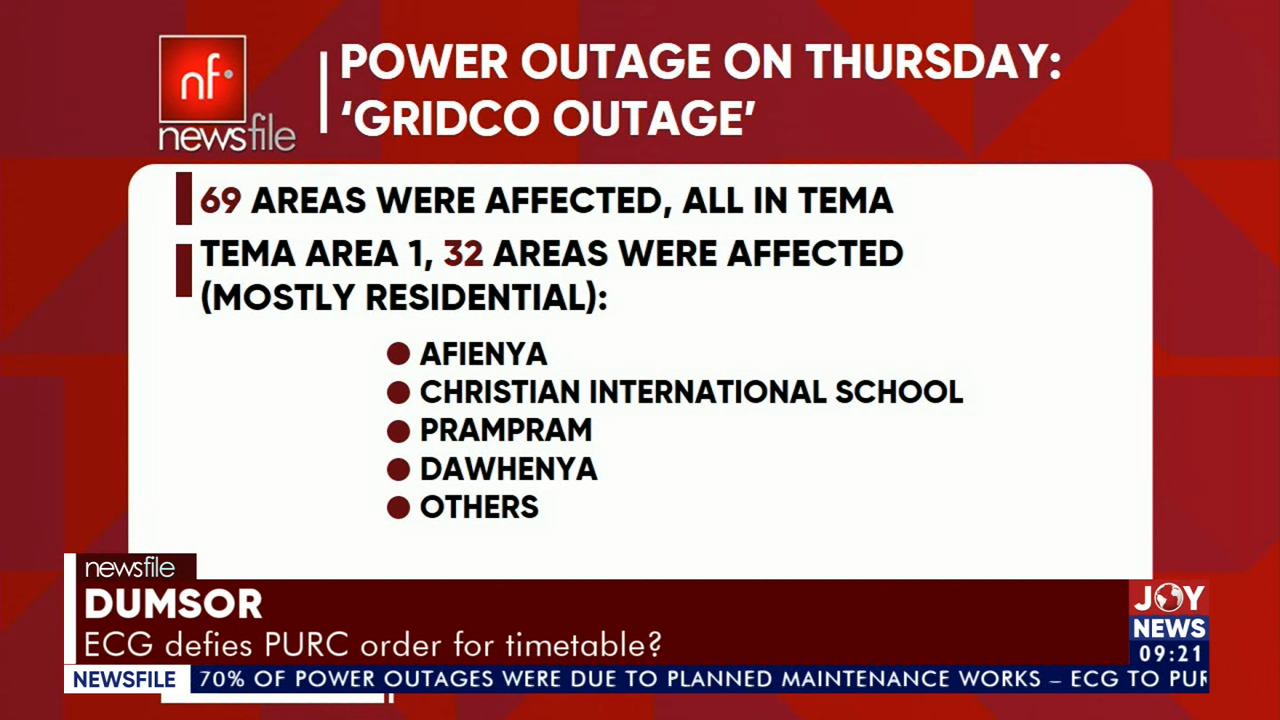 nf
newsfile
POWER OUTAGE ON THURSDAY:
‘GRIDCO OUTAGE’
69 AREAS WERE AFFECTED, ALL IN TEMA
TEMA AREA 1, 32 AREAS WERE AFFECTED
(MOSTLY RESIDENTIAL):
AFIENYA
CHRISTIAN INTERNATIONAL SCHOOL
PRAMPRAM
DAWHENYA
OTHERS
newsfile
DUMSOR
ECG defies PURC order for timetable?
JOY
NEWS
09:21
NEWSFILE 70% OF POWER OUTAGES WERE DUE TO PLANNED MAINTENANCE WORKS – ECG TO